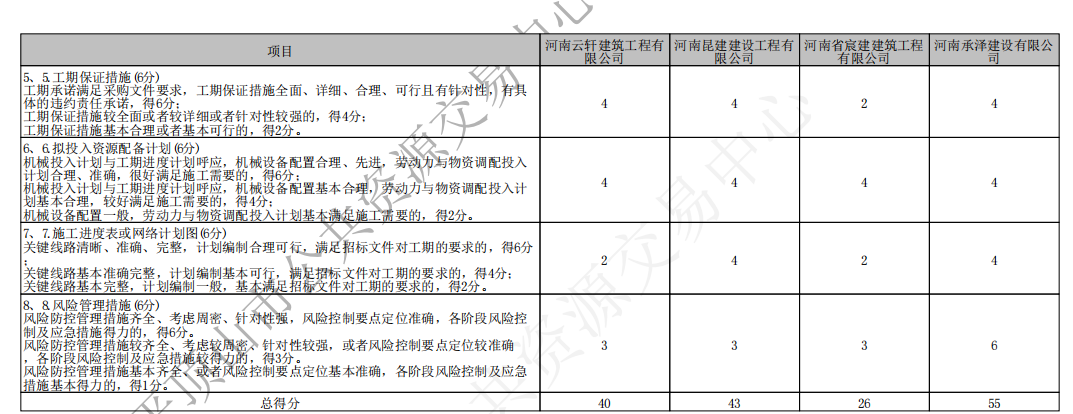 项目
河南云轩建筑工程有
限公司
河南昆建建设工程有
限公司
河南省宸建建筑工程
有限公司
河南承泽建设有限公
司
5、5.工期保证措施(6分)
工期承诺满足采购文件要求，工期保证措施全面、详细、合理、可行且有针对性，有具
体的违约责任承诺，得6分；
工期保证措施较全面或者较详细或者针对性较强的，得4分；
工期保证措施基本合理或者基本可行的，得2分。
4
4
2
4
6、6.拟投入资源配备计划(6分)
机械投入计划与工期进度计划呼应，机械设备配置合理、先进，劳动力与物资调配投入
计划合理、准确，很好满足施工需要的，得6分；
机械投入计划与工期进度计划呼应，机械设备配置基本合理，劳动力与物资调配投入计
划基本合理，较好满足施工需要的，得4分；
机械设备配置一般，劳动力与物资调配投入计划基本满足施工需要的，得2分。
4
4
4
4
7、7.施工进度表或网络计划图(6分)
关键线路清晰、准确、完整，计划编制合理可行，满足招标文件对工期的要求的，得6分
；
关键线路基本准确完整，计划编制基本可行，满足招标文件对工期的要求的，得4分；
关键线路基本完整，计划编制一般，基本满足招标文件对工期的要求的，得2分。
2
4
2
4
8、8.风险管理措施(6分)
风险防控管理措施齐全、考虑周密、针对性强，风险控制要点定位准确，各阶段风险控
制及应急措施得力的，得6分。
风险防控管理措施较齐全、考虑较周密、针对性较强，或者风险控制要点定位较准确
，各阶段风险控制及应急措施较得力的，得3分。
风险防控管理措施基本齐全、或者风险控制要点定位基本准确，各阶段风险控制及应急
措施基本得力的，得1分。
3
3
3
6
总得分
40
43
26
55
平顶山市公共资源交易中心
共资源交易中心